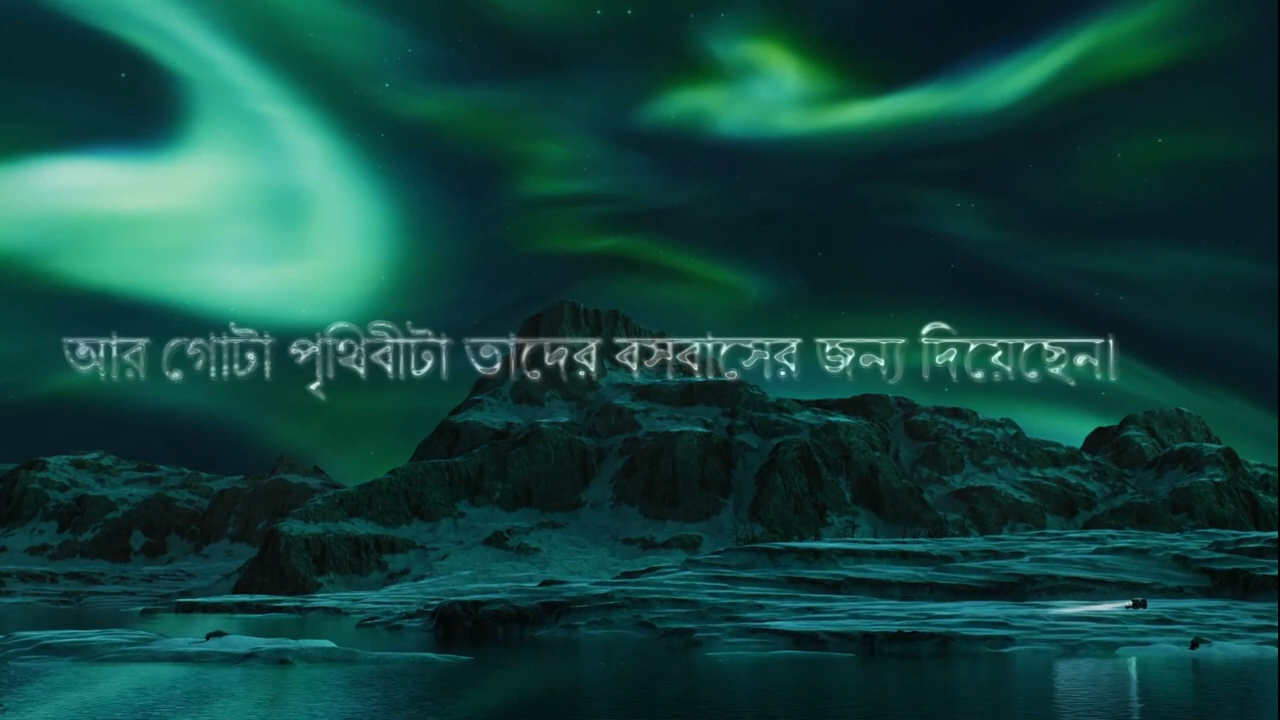 আর গোটা পৃথিবীটা তাদের বসবাসের জন্য দিয়েছেন।